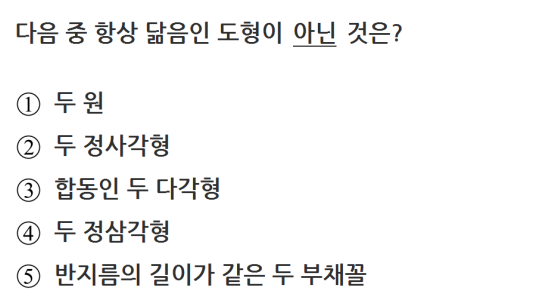 다음 중 항상 닮음인 도형이 아닌 것은?
① 두 원
② 두 정사각형
③ 합동인 두 다각형
④ 두 정삼각형
⑤ 반지름의 길이가 같은 두 부채꼴